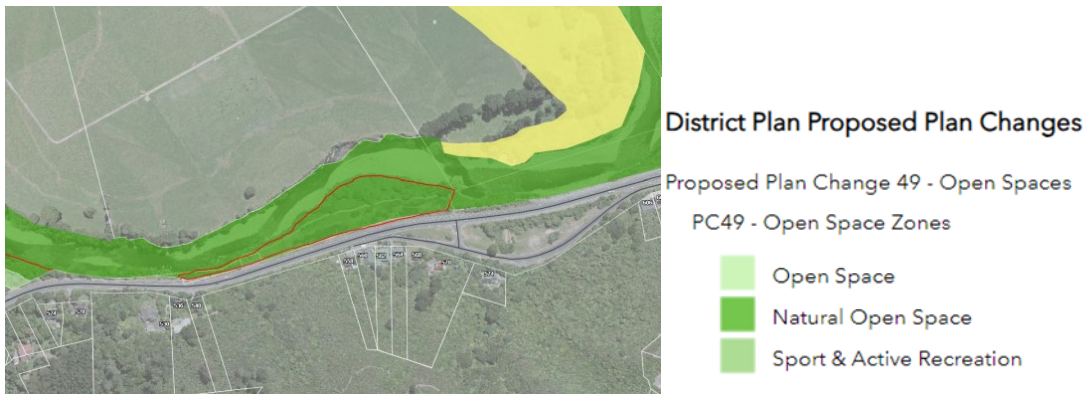 District Plan Proposed Plan Changes
Proposed Plan Change 49 - Open Spaces
PC49 - Open Space Zones
Open Space
Natural Open Space
Sport & Active Recreation